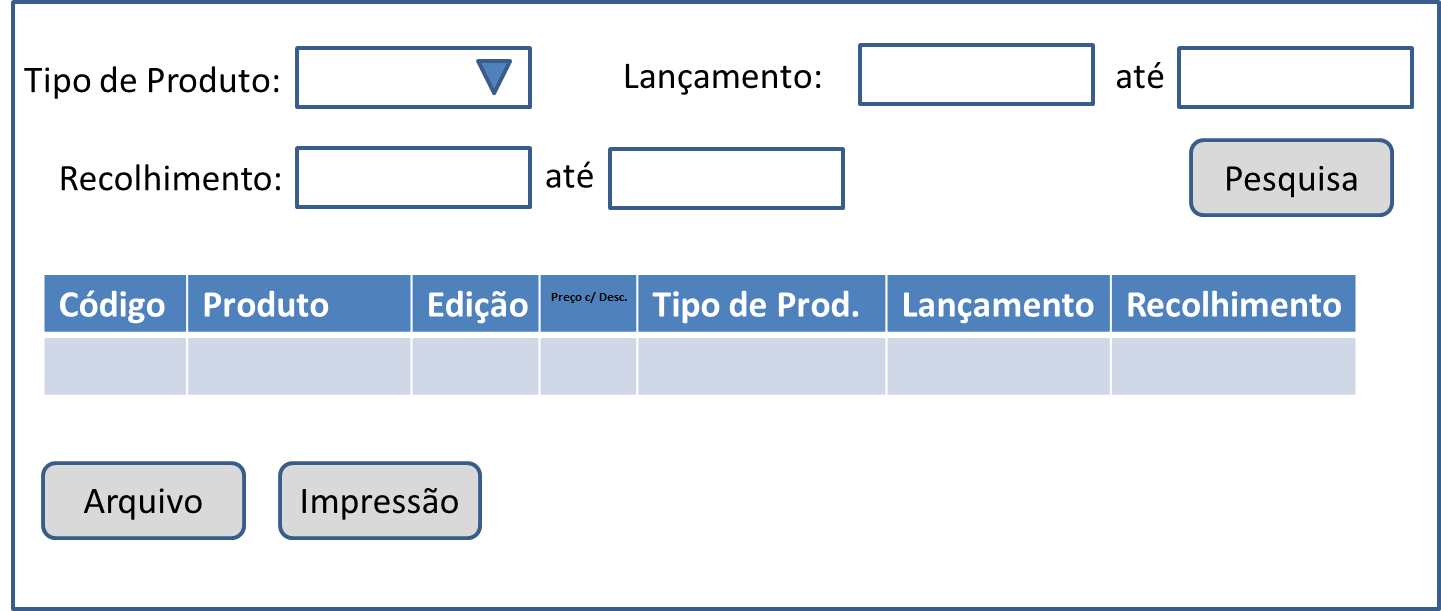 Tipo de Produto: Lançamento: até
Recolhimento: até Pesquisa
Código Produto Edição Preço c/ Desc. Tipo de Prod. Lançamento Recolhimento
Arquivo Impressão